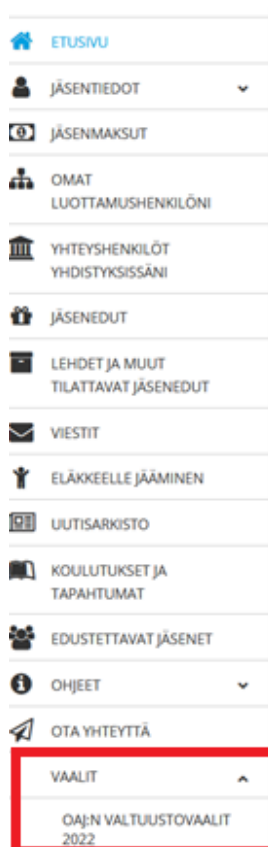 ETUSIVU
JÄSENTIEDOT
JÄSENMAKSUT
OMAT
LUOTTAMUSHENKILÖNI
YHTEYSHENKILÖT
YHDISTYKSISSÄNI
JÄSENEDUT
LEHDET JA MUUT
TILATTAVAT JÄSENEDUT
VIESTIT
ELÄKKEELLE JÄÄMINEN
UUTISARKISTO
KOULUTUKSET JA
TAPAHTUMAT
EDUSTETTAVAT JÄSENET
OHJEET
OTA YHTEYTTÄ
VAALIT
OAJ:N VALTUUSTOVAALIT
2022